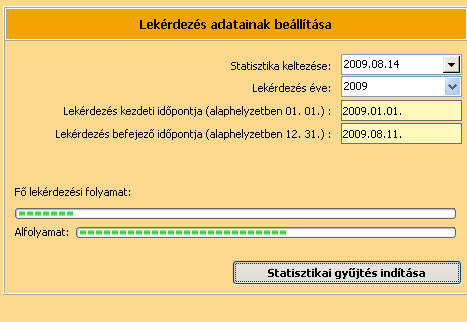 Lekérdezés adatainak beállítása
Statisztika keltezése: 2009.08.14
Lekérdezés éve: 2009
Lekérdezés kezdeti időpontja (alaphelyzetben 01. 01.) : 2009.01.01.
Lekérdezés befejező időpontja (alaphelyzetben 12. 31.) : 2009.08.11.
Fő lekérdezési folyamat:
Alfolyamat:
Statisztikai gyűjtés indítása